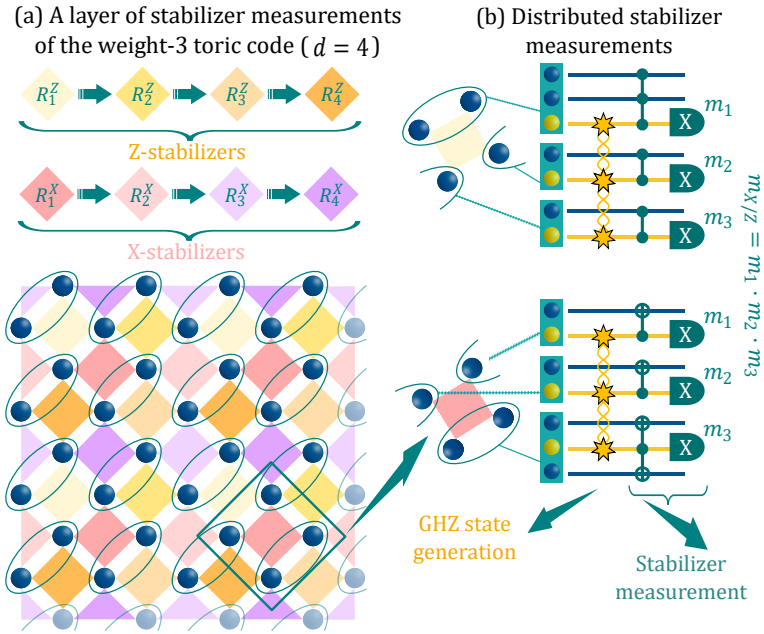 (a) A layer of stabilizer measurements
of the weight-3 toric code ( d = 4 )
R_1^Z R_2^Z R_3^Z R_4^Z
Z-stabilizers
R_1^X R_2^X R_3^X R_4^X
X-stabilizers
(b) Distributed stabilizer
measurements
m_1
X
m_2
X
m_3
X
m_{X/Z} = m_1 · m_2 · m_3
m_1
X
m_2
X
m_3
X
GHZ state
generation
Stabilizer
measurement